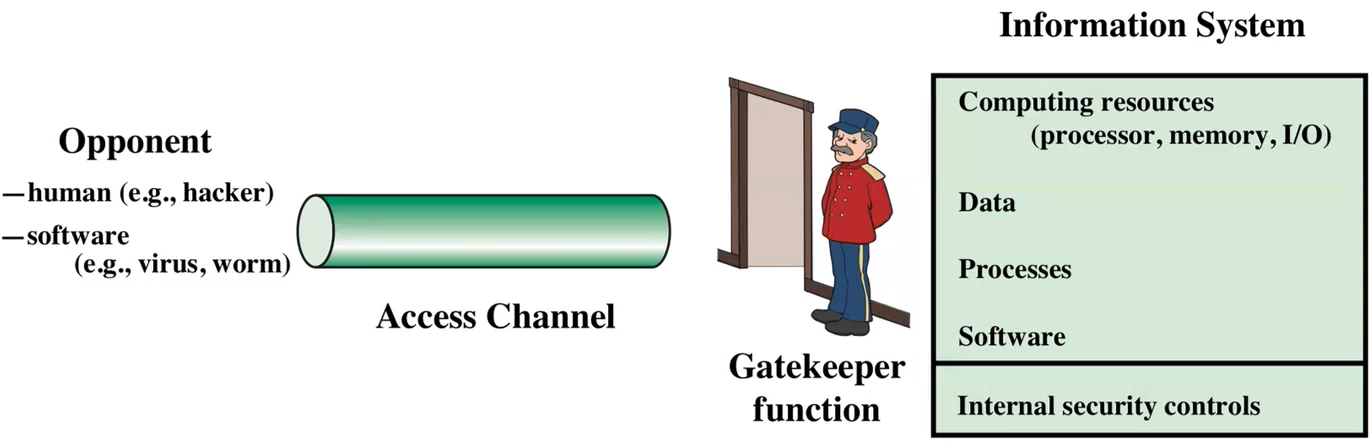 Information System
Opponent
—human (e.g., hacker)
—software
(e.g., virus, worm)
Access Channel
Gatekeeper
function
Computing resources
(processor, memory, I/O)
Data
Processes
Software
Internal security controls